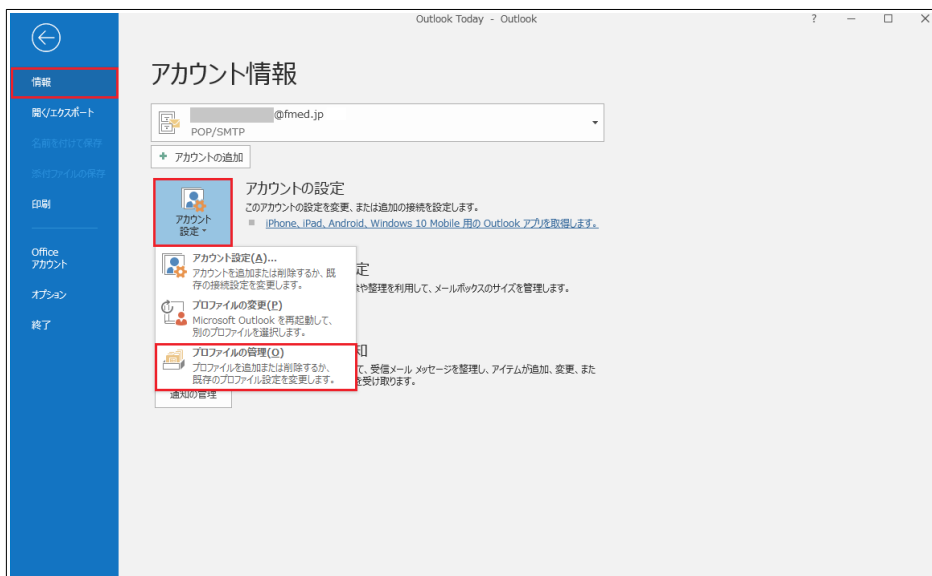 Outlook Today - Outlook
?
情報
開く/エクスポート
名前を付けて保存
添付ファイルの保存
印刷
Office
アカウント
オプション
終了
アカウント情報
@fmed.jp
POP/SMTP
+ アカウントの追加
アカウント
設定
アカウントの設定
このアカウントの設定を変更、または追加の接続を設定します。
iPhone、iPad、Android、Windows 10 Mobile 用の Outlook アプリを取得します。
アカウント設定(A)...
アカウントを追加または削除するか、既
存の接続設定を変更します。
プロファイルの変更(P)
Microsoft Outlook を再起動して、
別のプロファイルを選択します。
プロファイルの管理(O)
プロファイルを追加または削除するか、
既存のプロファイル設定を変更します。
定
や整理を利用して、メールボックスのサイズを管理します。
知
て、受信メール メッセージを整理し、アイテムが追加、変更、また
を受け取ります。
通知の管理